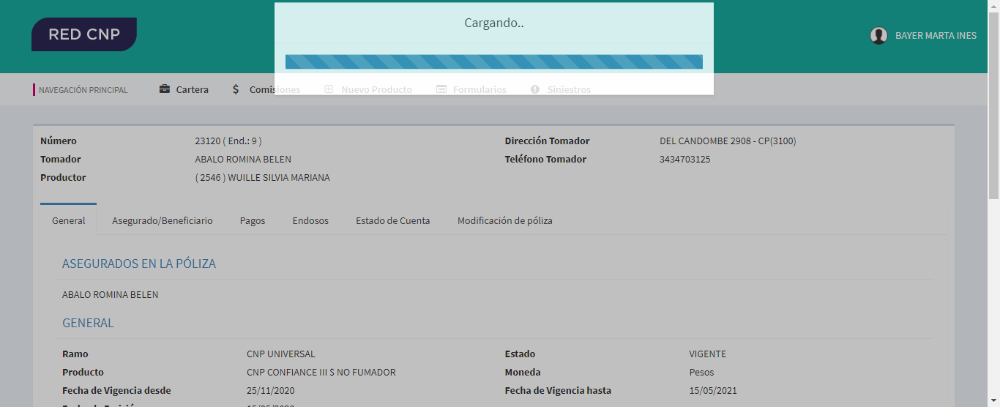 Cargando..
RED CNP
BAYER MARTA INES
NAVEGACIÓN PRINCIPAL Cartera $ Comisiones Nuevo Producto Formularios Siniestros
Número 23120 ( End.: 9 ) Dirección Tomador DEL CANDOMBE 2908 - CP(3100)
Tomador ABALO ROMINA BELEN Teléfono Tomador 3434703125
Productor ( 2546 ) WUILLE SILVIA MARIANA
General Asegurado/Beneficiario Pagos Endosos Estado de Cuenta Modificación de póliza
ASEGURADOS EN LA PÓLIZA
ABALO ROMINA BELEN
GENERAL
Ramo CNP UNIVERSAL Estado VIGENTE
Producto CNP CONFIANCE III $ NO FUMADOR Moneda Pesos
Fecha de Vigencia desde 25/11/2020 Fecha de Vigencia hasta 15/05/2021